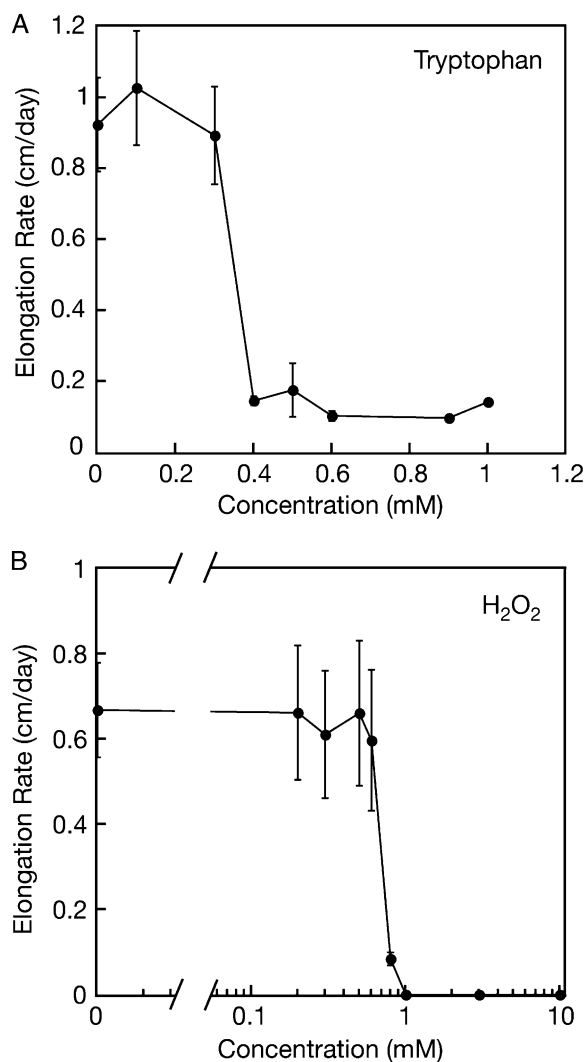 A
Tryptophan
Elongation Rate (cm/day)
1.2
1
0.8
0.6
0.4
0.2
0
0 0.2 0.4 0.6 0.8 1 1.2
Concentration (mM)
B
H₂O₂
Elongation Rate (cm/day)
1
0.8
0.6
0.4
0.2
0
0 0.1 1 10
Concentration (mM)